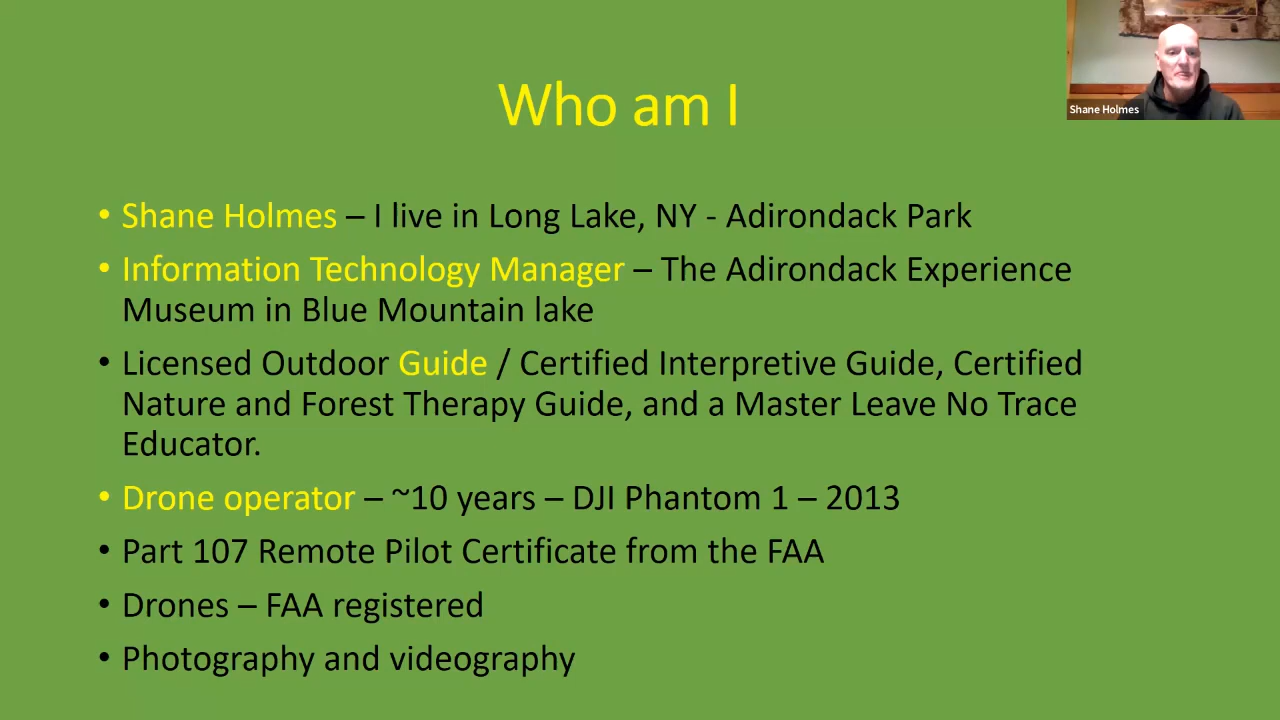 Who am I
Shane Holmes
• Shane Holmes – I live in Long Lake, NY - Adirondack Park
• Information Technology Manager – The Adirondack Experience
Museum in Blue Mountain lake
• Licensed Outdoor Guide / Certified Interpretive Guide, Certified
Nature and Forest Therapy Guide, and a Master Leave No Trace
Educator.
• Drone operator – ~10 years – DJI Phantom 1 – 2013
• Part 107 Remote Pilot Certificate from the FAA
• Drones – FAA registered
• Photography and videography